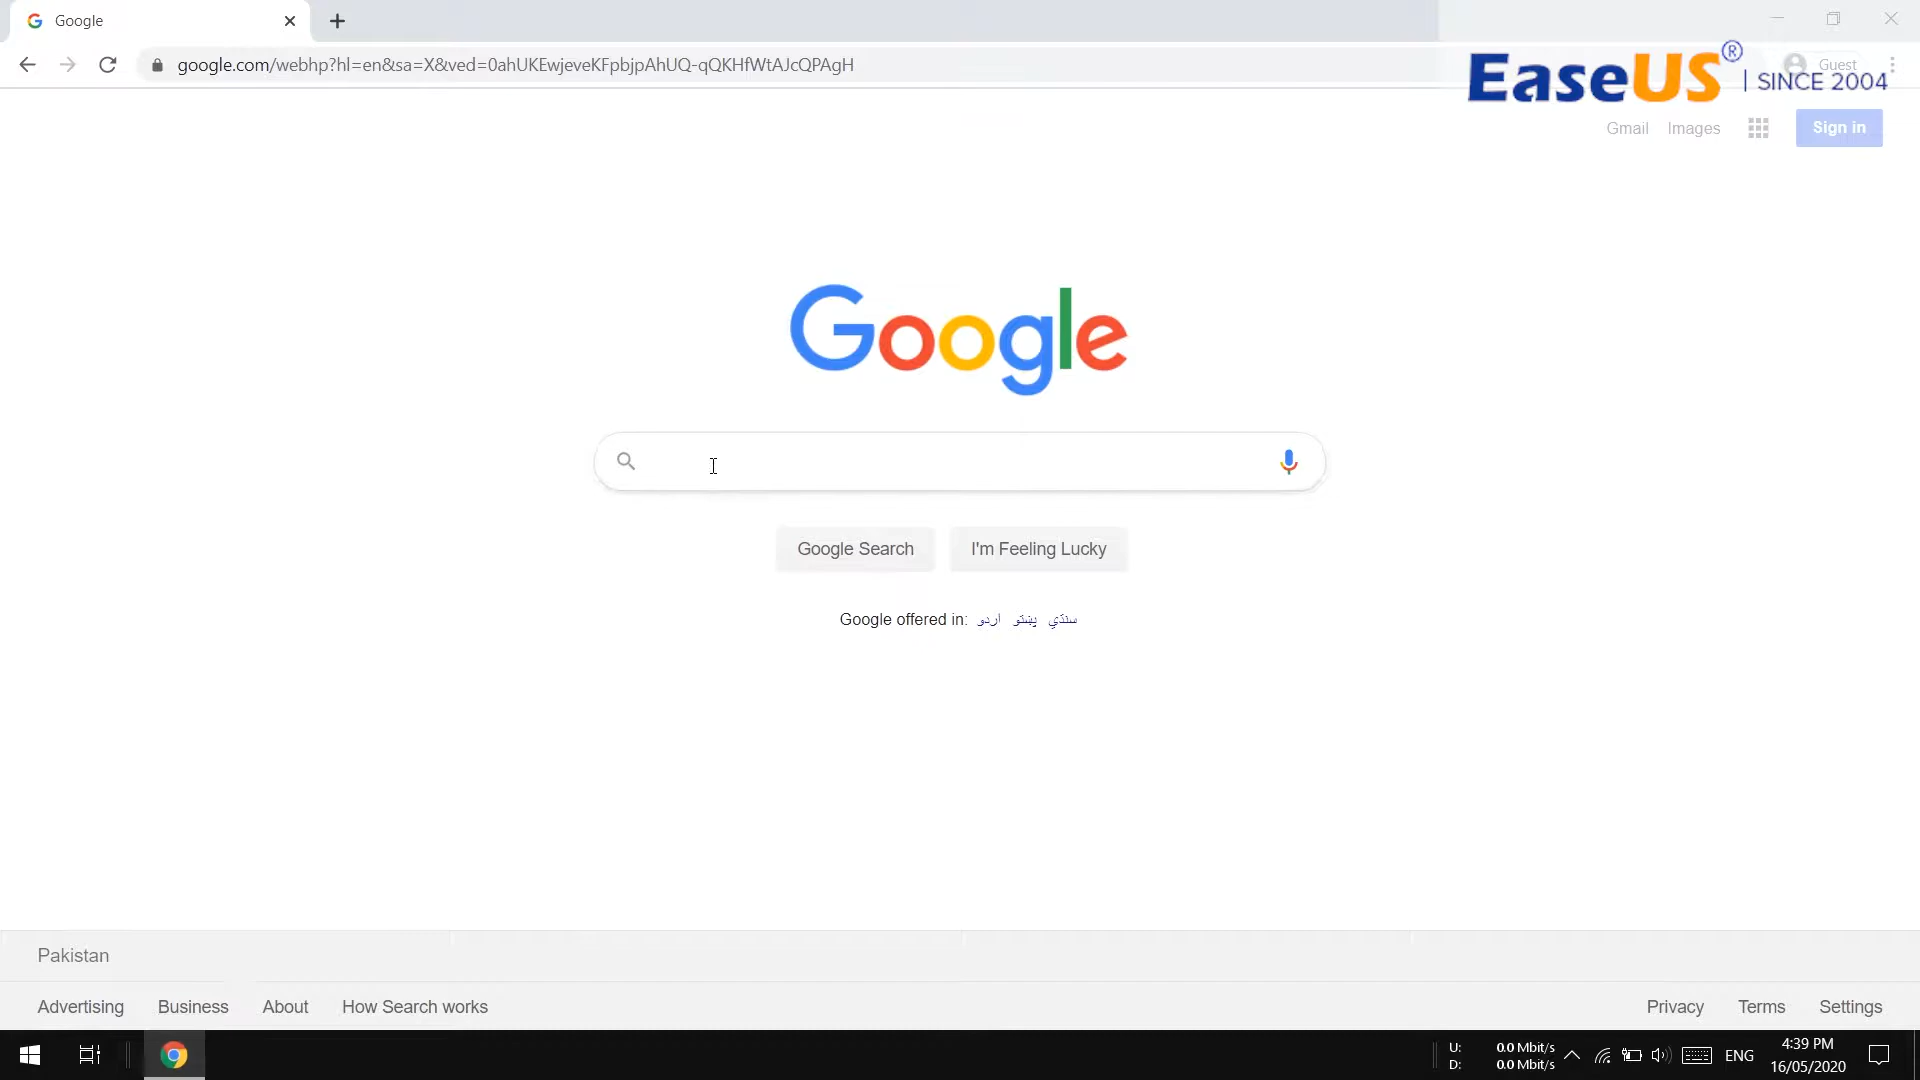 Google
google.com/webhp?hl=en&sa=X&ved=0ahUKEwjeveKFpbjpAhUQ-qQKHfWtAJcQPAgH
Guest
EaseUS® | SINCE 2004
Gmail Images Sign in
Google
Google Search I'm Feeling Lucky
Google offered in: اردو پښتو سنڌي
Pakistan
Advertising Business About How Search works Privacy Terms Settings
U: 0.0 Mbit/s
D: 0.0 Mbit/s
ENG
4:39 PM
16/05/2020